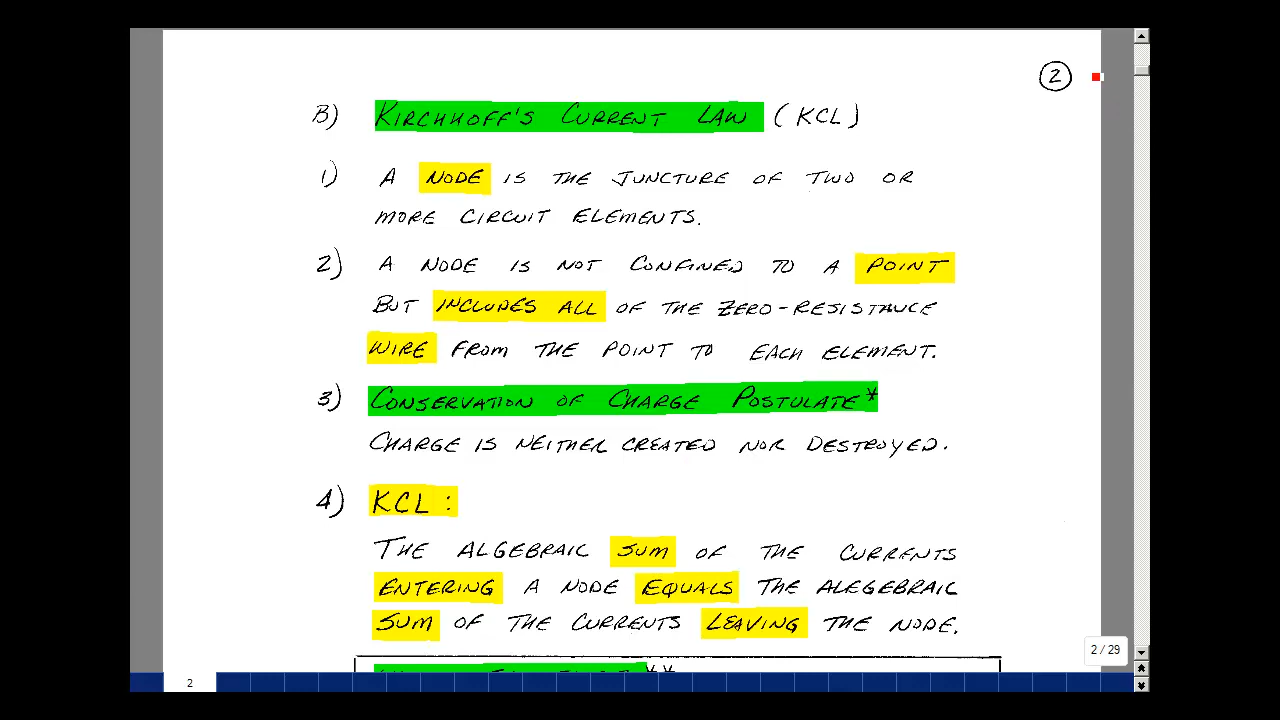 2
B) KIRCHHOFF'S CURRENT LAW (KCL)
1) A NODE IS THE JUNCTURE OF TWO OR
MORE CIRCUIT ELEMENTS.
2) A NODE IS NOT CONFINED TO A POINT
BUT INCLUDES ALL OF THE ZERO-RESISTANCE
WIRE FROM THE POINT TO EACH ELEMENT.
3) CONSERVATION OF CHARGE POSTULATE*
CHARGE IS NEITHER CREATED NOR DESTROYED.
4) KCL:
THE ALGEBRAIC SUM OF THE CURRENTS
ENTERING A NODE EQUALS THE ALEGEBRAIC
SUM OF THE CURRENTS LEAVING THE NODE.
**
2 / 29
2